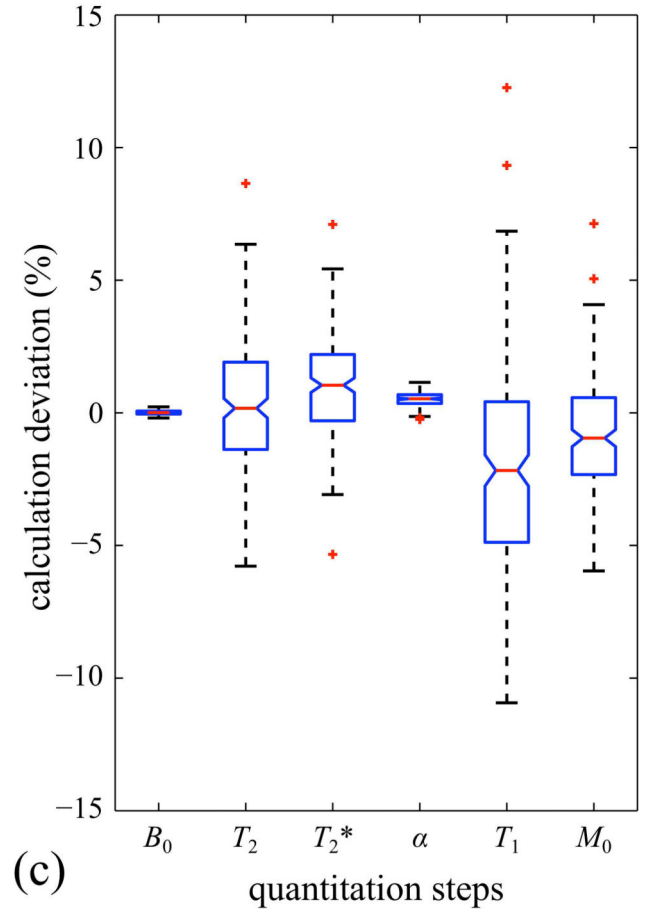 15
10
5
0
−5
−10
−15
calculation deviation (%)
B₀ T₂ T₂* α T₁ M₀
quantitation steps
(c)